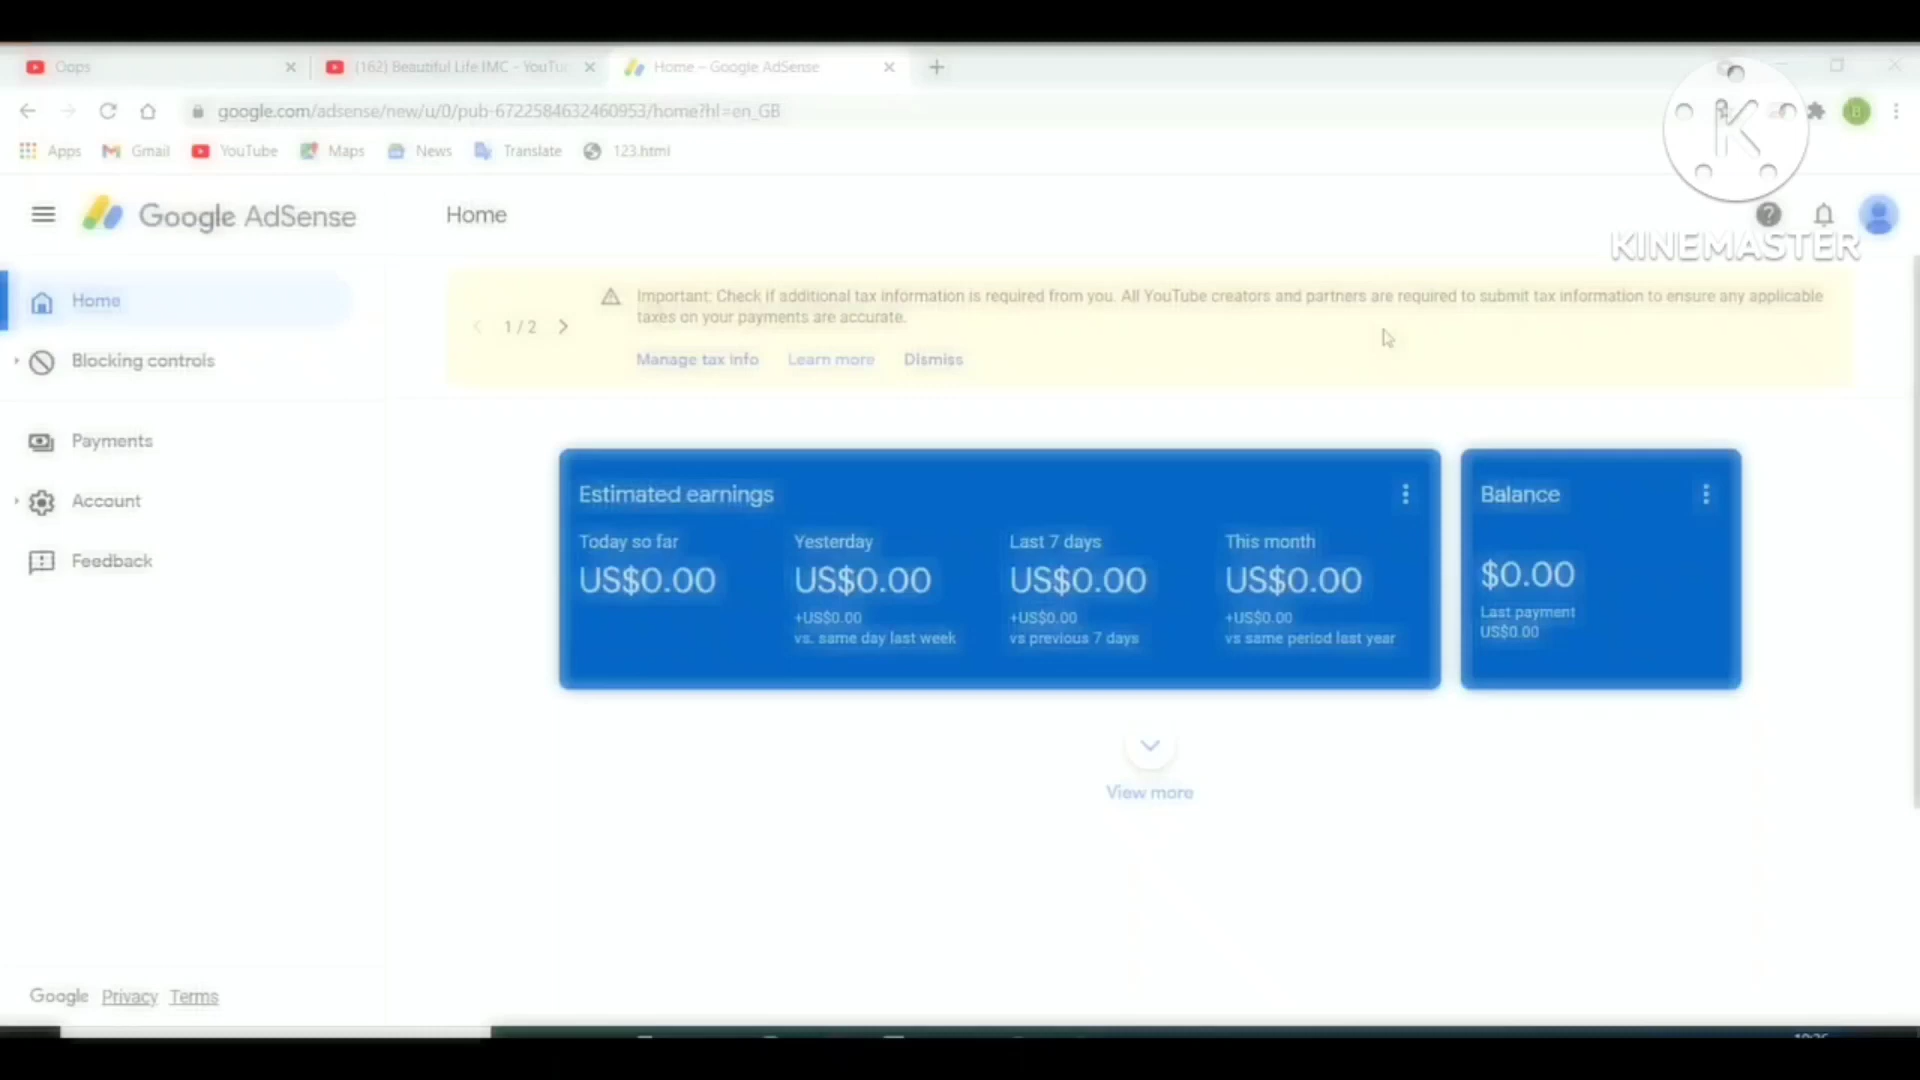 Oops
(162) Beautiful Life IMC - YouTu
Home - Google AdSense
google.com/adsense/new/u/0/pub-6722584632460953/home?hl=en_GB
Apps
Gmail
YouTube
Maps
News
Translate
123.html
K
KINEMASTER
Google AdSense
Home
Home
Blocking controls
Payments
Account
Feedback
1 / 2
Important: Check if additional tax information is required from you. All YouTube creators and partners are required to submit tax information to ensure any applicable
taxes on your payments are accurate.
Manage tax info
Learn more
Dismiss
Estimated earnings
Today so far
US$0.00
Yesterday
US$0.00
+US$0.00
vs. same day last week
Last 7 days
US$0.00
+US$0.00
vs previous 7 days
This month
US$0.00
+US$0.00
vs same period last year
Balance
$0.00
Last payment
US$0.00
View more
Google Privacy Terms